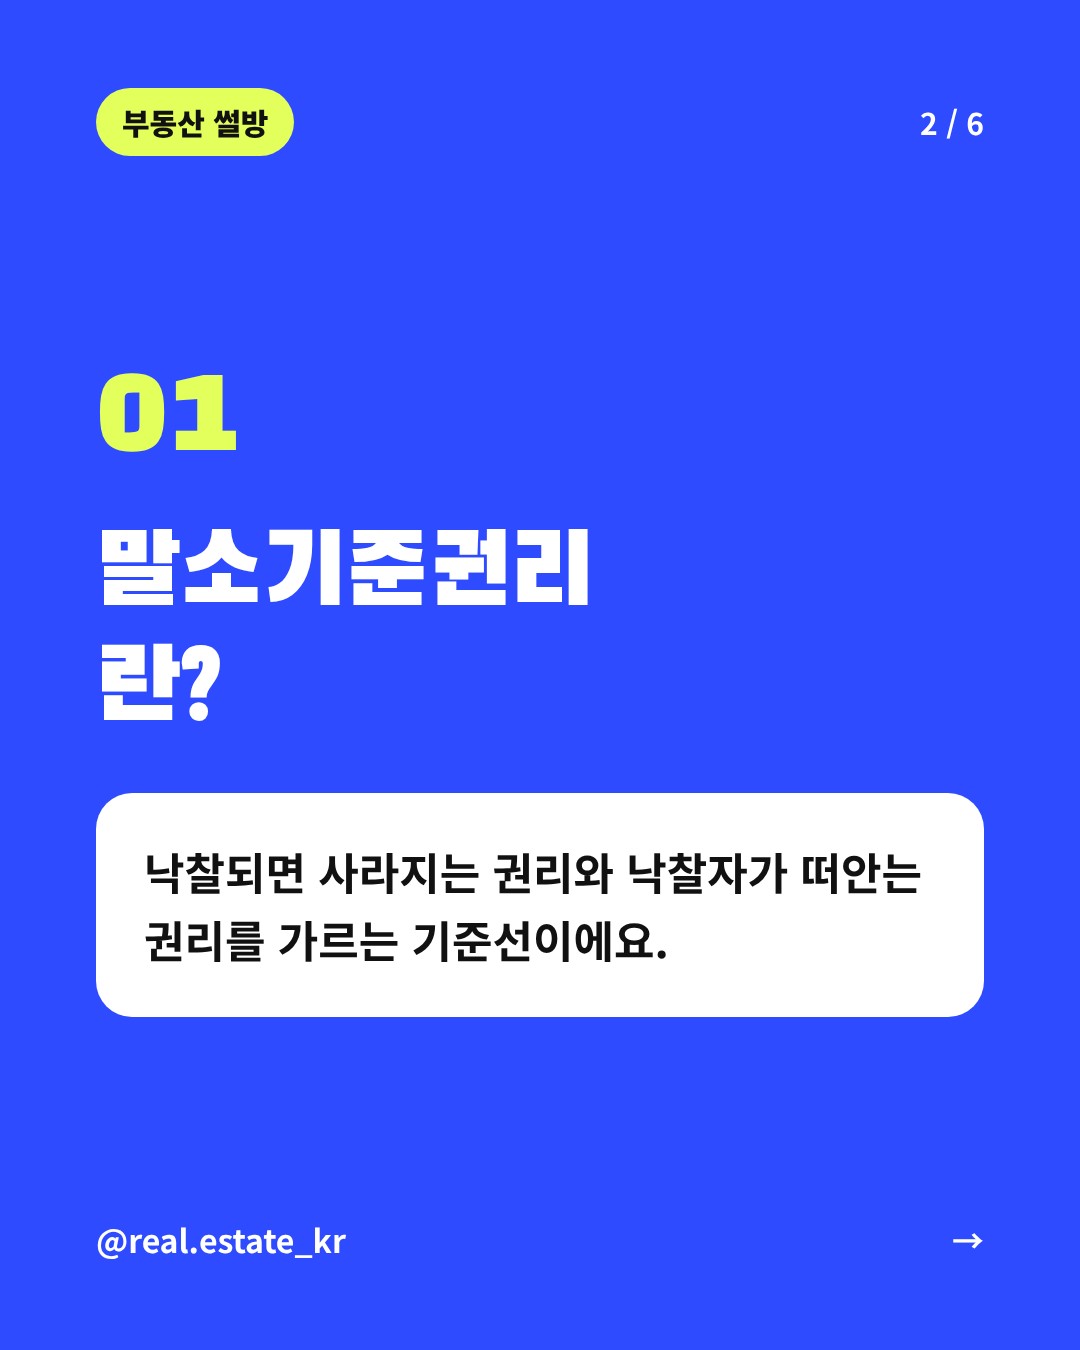 부동산 썰방
2 / 6
01
말소기준권리
란?
낙찰되면 사라지는 권리와 낙찰자가 떠안는
권리를 가르는 기준선이에요.
@real.estate_kr
→